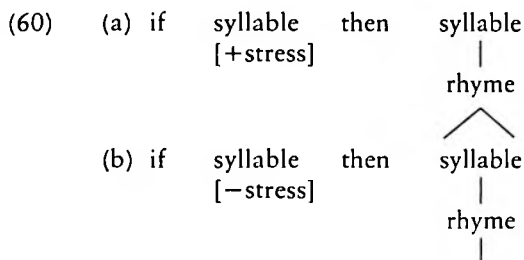 (60) (a) if syllable then syllable
[+stress]
rhyme
(b) if syllable then syllable
[−stress]
rhyme